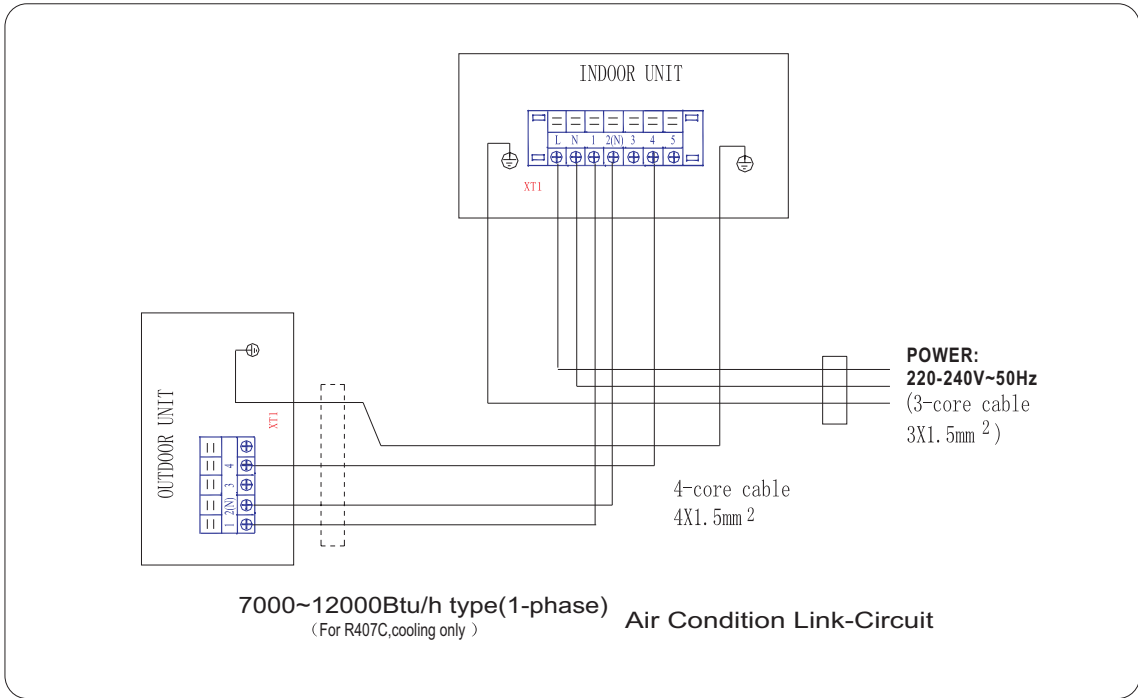 INDOOR UNIT
L N 1 2(N) 3 4 5
XT1
OUTDOOR UNIT
XT1
4
3
2(N)
1
POWER:
220-240V~50Hz
(3-core cable
3X1.5mm 2)
4-core cable
4X1.5mm 2
7000~12000Btu/h type(1-phase)
(For R407C,cooling only )
Air Condition Link-Circuit